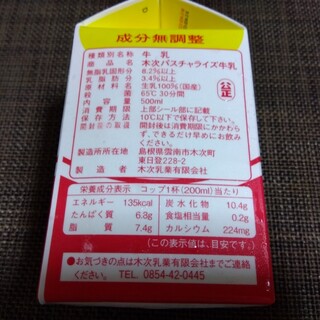 成分無調整
種類別名称 牛乳
商品名 木次パスチャライズ牛乳
無脂乳固形分 8.2%以上
乳脂肪分 3.4%以上
原材料名 生乳100%(国産)
殺菌 65℃30分間
内容量 500ml
消費期限 上部シール部に記載
保存方法 10℃以下で保存して下さい。
開封後の取扱 開封後は消費期限にかかわら
ず、できるだけ早めにお飲み
ください。
製造所所在地 島根県雲南市木次町
東日登228-2
製造者 木次乳業有限会社
公正
栄養成分表示 コップ1杯(200ml)当たり
エネルギー 135kcal 炭水化物 10.4g
たんぱく質 6.8g 食塩相当量 0.2g
脂質 7.4g カルシウム 224mg
(この表示値は、目安です。)
●お気づきの点は木次乳業有限会社までご連絡
ください。 TEL. 0854-42-0445